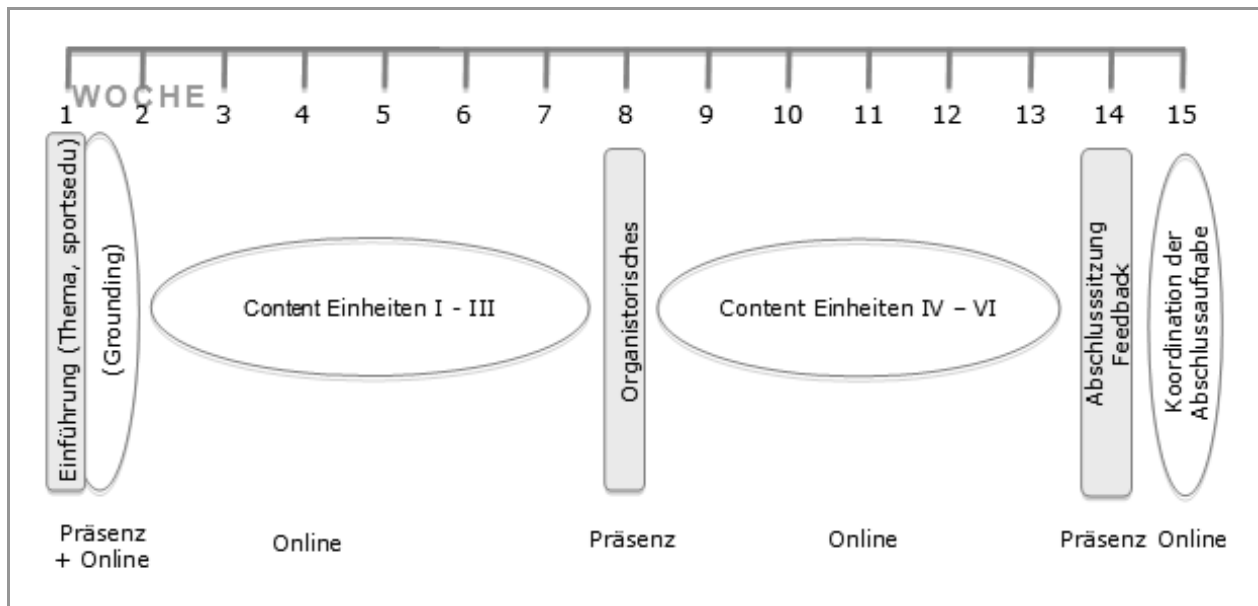 WOCHE
1 2 3 4 5 6 7 8 9 10 11 12 13 14 15
Einführung (Thema, sportsedu)
(Grounding)
Content Einheiten I - III
Organistorisches
Content Einheiten IV – VI
Abschlusssitzung
Feedback
Koordination der
Abschlussaufgabe
Präsenz
+ Online
Online
Präsenz
Online
Präsenz
Online